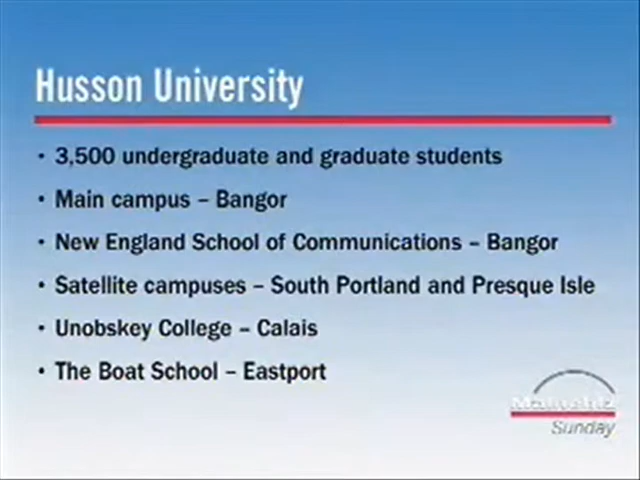 Husson University
• 3,500 undergraduate and graduate students
• Main campus – Bangor
• New England School of Communications – Bangor
• Satellite campuses – South Portland and Presque Isle
• Unobskey College – Calais
• The Boat School – Eastport
Sunday